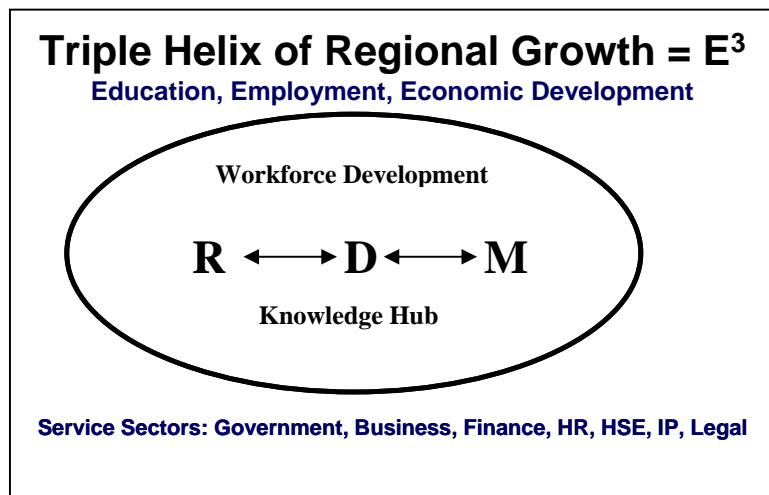 Triple Helix of Regional Growth = E³
Education, Employment, Economic Development
Workforce Development
R D M
Knowledge Hub
Service Sectors: Government, Business, Finance, HR, HSE, IP, Legal